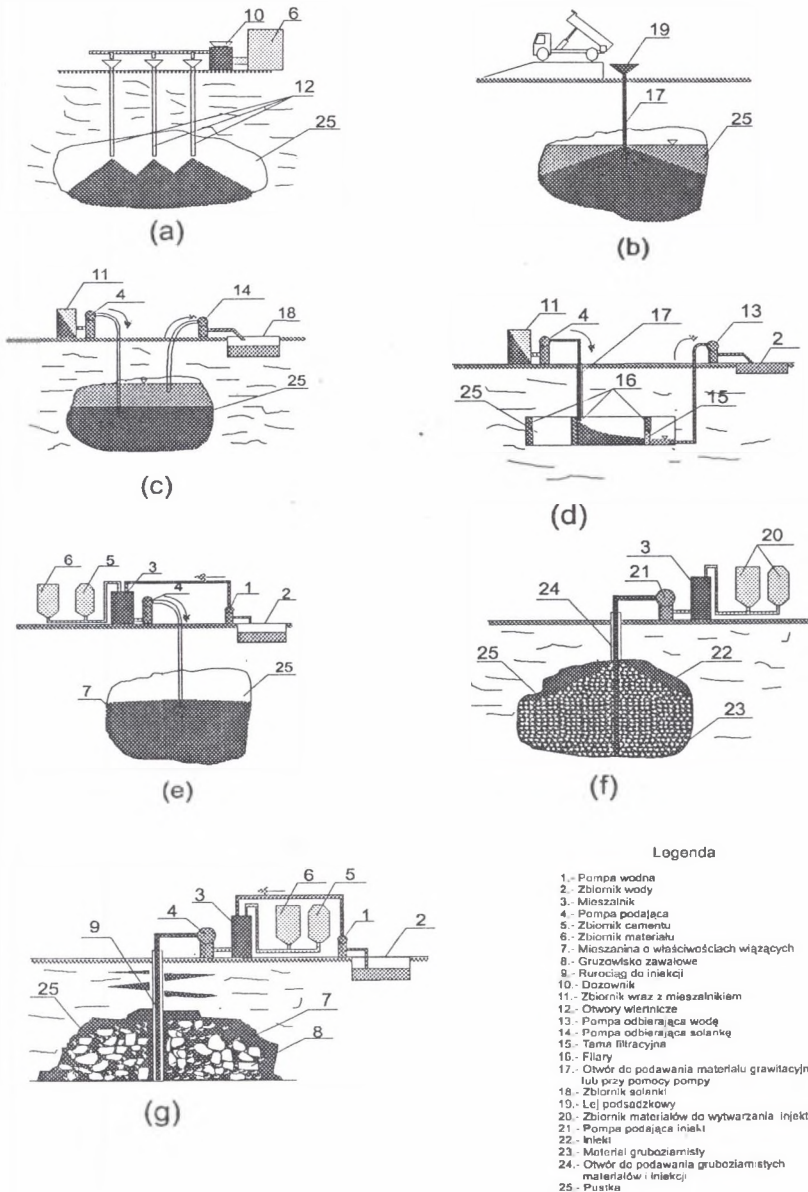 10 6
12
25
(a)
19
17
25
(b)
11 4 14
18
25
(c)
11 4 17 13
2
16
25 15
(d)
6 5 3 4 1
2
25
7
(e)
20
3
21
24
25 22
23
(f)
6 5
3
4 1
2
9
25 7
8
(g)
Legenda
1.- Pompa wodna
2.- Zbiornik wody
3.- Mieszalnik
4.- Pompa podająca
5.- Zbiornik cementu
6.- Zbiornik materiału
7.- Mieszanina o właściwościach wiążących
8.- Gruzowisko zawałowe
9.- Rurociąg do iniekcji
10.- Dozownik
11.- Zbiornik wraz z mieszalnikiem
12.- Otwory wiertnicze
13.- Pompa odbierająca wodę
14.- Pompa odbierająca solankę
15.- Tama filtracyjna
16.- Filary
17.- Otwór do podawania materiału grawitacyjn
lub przy pomocy pompy
18.- Zbiornik solanki
19.- Lej podsadzkowy
20.- Zbiornik materiałów do wytwarzania injekt
21 - Pompa podająca iniekt
22.- Iniekt
23.- Materiał gruboziarnisty
24.- Otwór do podawania gruboziarnistych
materiałów i iniekcji
25 - Pustka